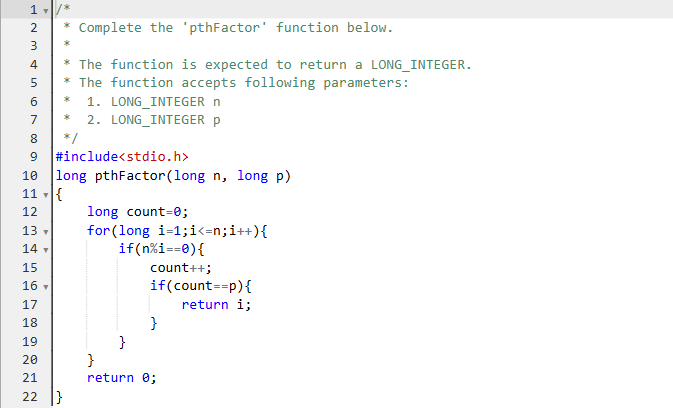 1 /*
2 * Complete the 'pthFactor' function below.
3 *
4 * The function is expected to return a LONG_INTEGER.
5 * The function accepts following parameters:
6 *  1. LONG_INTEGER n
7 *  2. LONG_INTEGER p
8 */
9 #include<stdio.h>
10 long pthFactor(long n, long p)
11 {
12     long count=0;
13     for(long i=1;i<=n;i++){
14         if(n%i==0){
15             count++;
16             if(count==p){
17                 return i;
18             }
19         }
20     }
21     return 0;
22 }